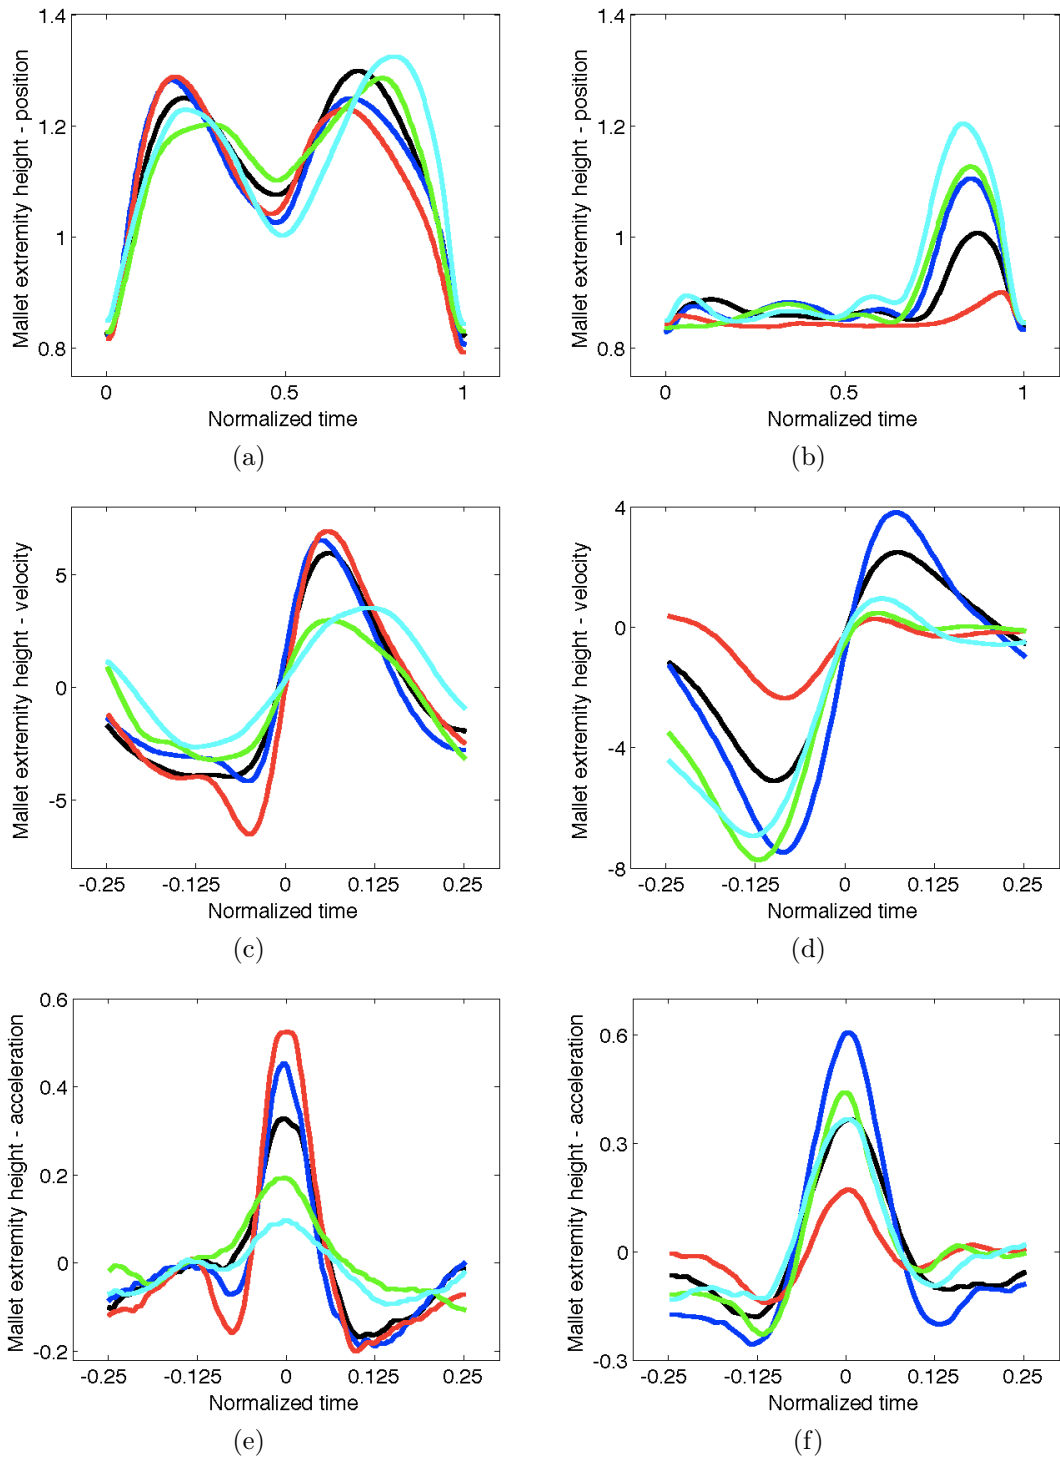 1.4
1.2
1
0.8
Mallet extremity height - position
0
0.5
1
Normalized time
(a)
1.4
1.2
1
0.8
Mallet extremity height - position
0
0.5
1
Normalized time
(b)
5
0
-5
Mallet extremity height - velocity
-0.25
-0.125
0
0.125
0.25
Normalized time
(c)
4
0
-4
-8
Mallet extremity height - velocity
-0.25
-0.125
0
0.125
0.25
Normalized time
(d)
0.6
0.4
0.2
0
-0.2
Mallet extremity height - acceleration
-0.25
-0.125
0
0.125
0.25
Normalized time
(e)
0.6
0.3
0
-0.3
Mallet extremity height - acceleration
-0.25
-0.125
0
0.125
0.25
Normalized time
(f)